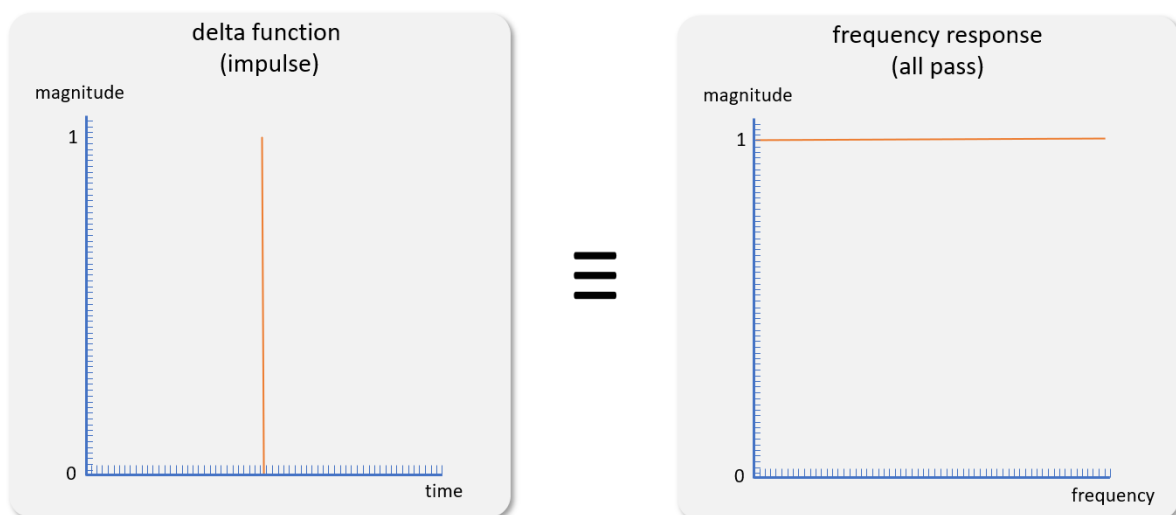 delta function
(impulse)
magnitude
1
0
time
≡
frequency response
(all pass)
magnitude
1
0
frequency